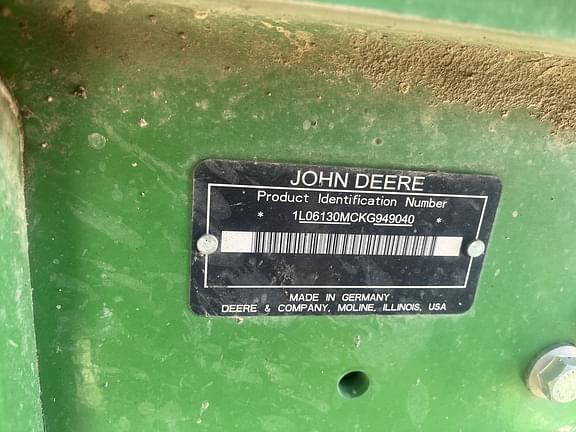 JOHN DEERE
Product Identification Number
* 1L06130MCKG949040 *
MADE IN GERMANY
DEERE & COMPANY, MOLINE, ILLINOIS, USA